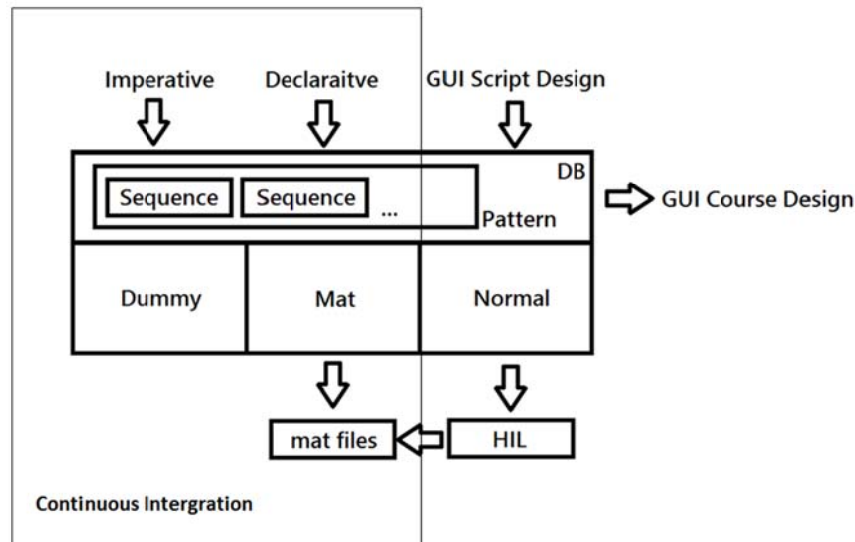 Imperative
Declaraitve
GUI Script Design
DB
Sequence
Sequence
...
Pattern
GUI Course Design
Dummy
Mat
Normal
mat files
HIL
Continuous Intergration